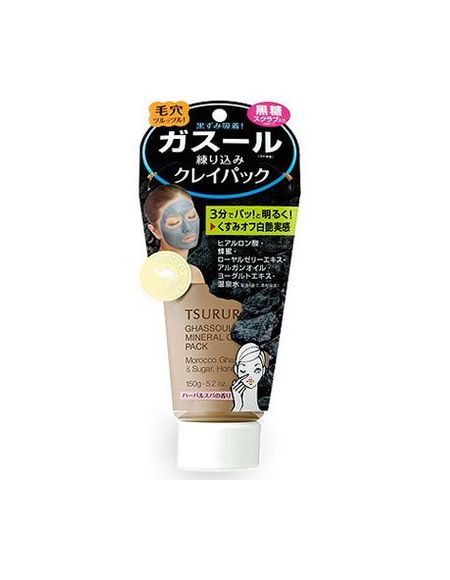 毛穴
ツルッツル!
黒糖
スクラブ入り
黒ずみ吸着!
ガスール
練り込み
クレイパック
3分でパッ!と明るく!
▶くすみオフ白艶実感
ヒアルロン酸・
蜂蜜・
ローヤルゼリーエキス・
アルガンオイル・
ヨーグルトエキス・
温泉水
TSURUR
GHASSOUL
MINERAL C
PACK
Morocco Gha
& Sugar, Hon
150g-5.2 oz.
ハーバルスパの香り